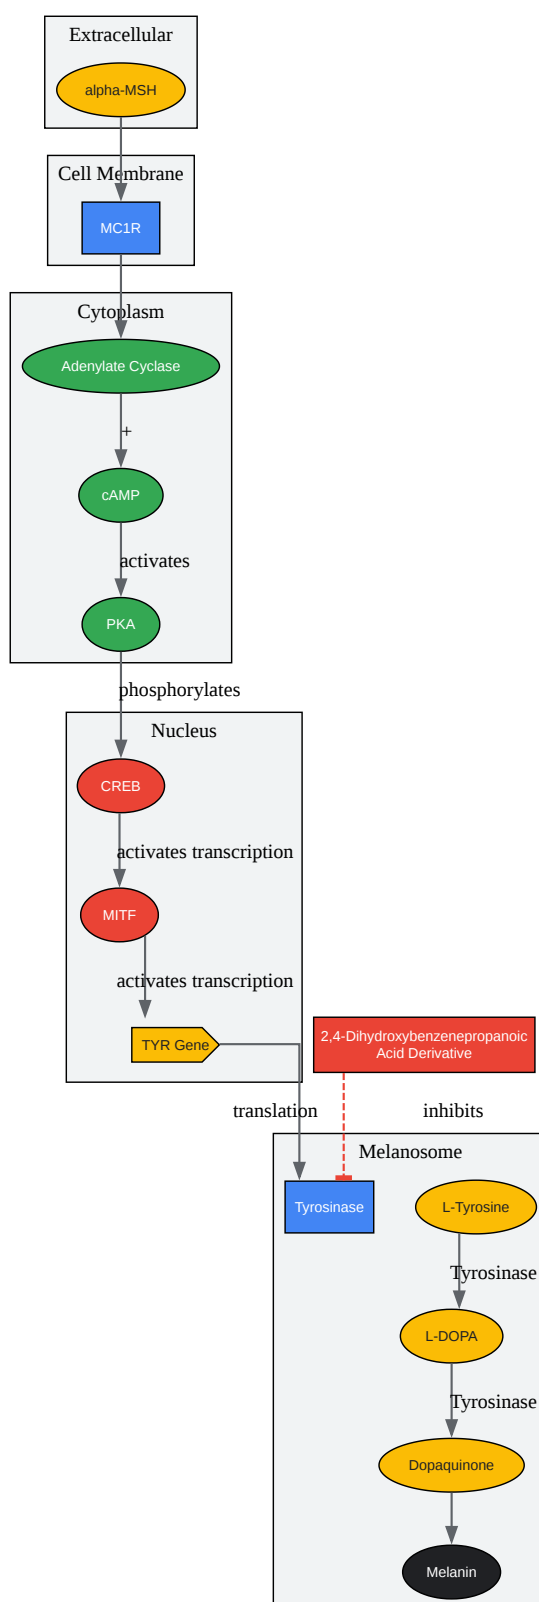 Extracellular
alpha-MSH
Cell Membrane
MC1R
Cytoplasm
Adenylate Cyclase
+
cAMP
activates
PKA
phosphorylates
Nucleus
CREB
activates transcription
MITF
activates transcription
TYR Gene
2,4-Dihydroxybenzenepropanoic
Acid Derivative
translation
inhibits
Melanosome
Tyrosinase
L-Tyrosine
Tyrosinase
L-DOPA
Tyrosinase
Dopaquinone
Melanin